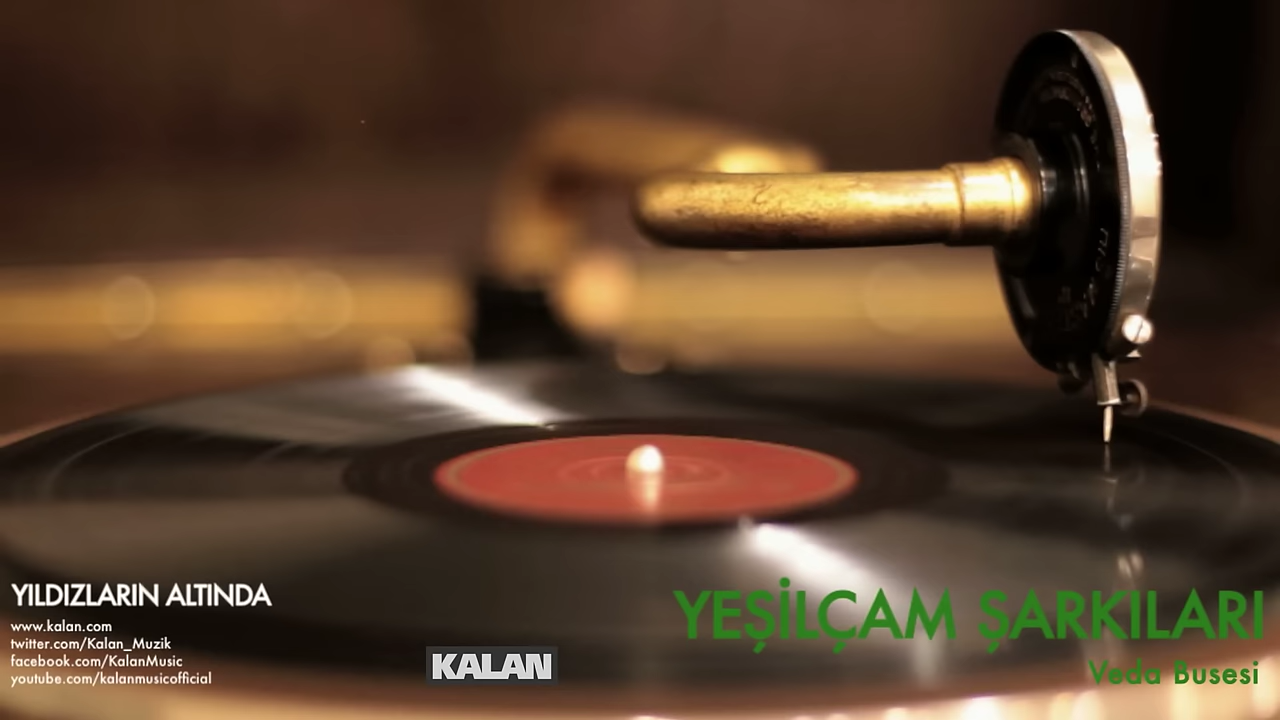 YILDIZLARIN ALTINDA
www.kalan.com
twitter.com/Kalan_Muzik
facebook.com/KalanMusic
youtube.com/kalanmusicofficial
KALAN
YEŞİLÇAM ŞARKILARI
Veda Busesi